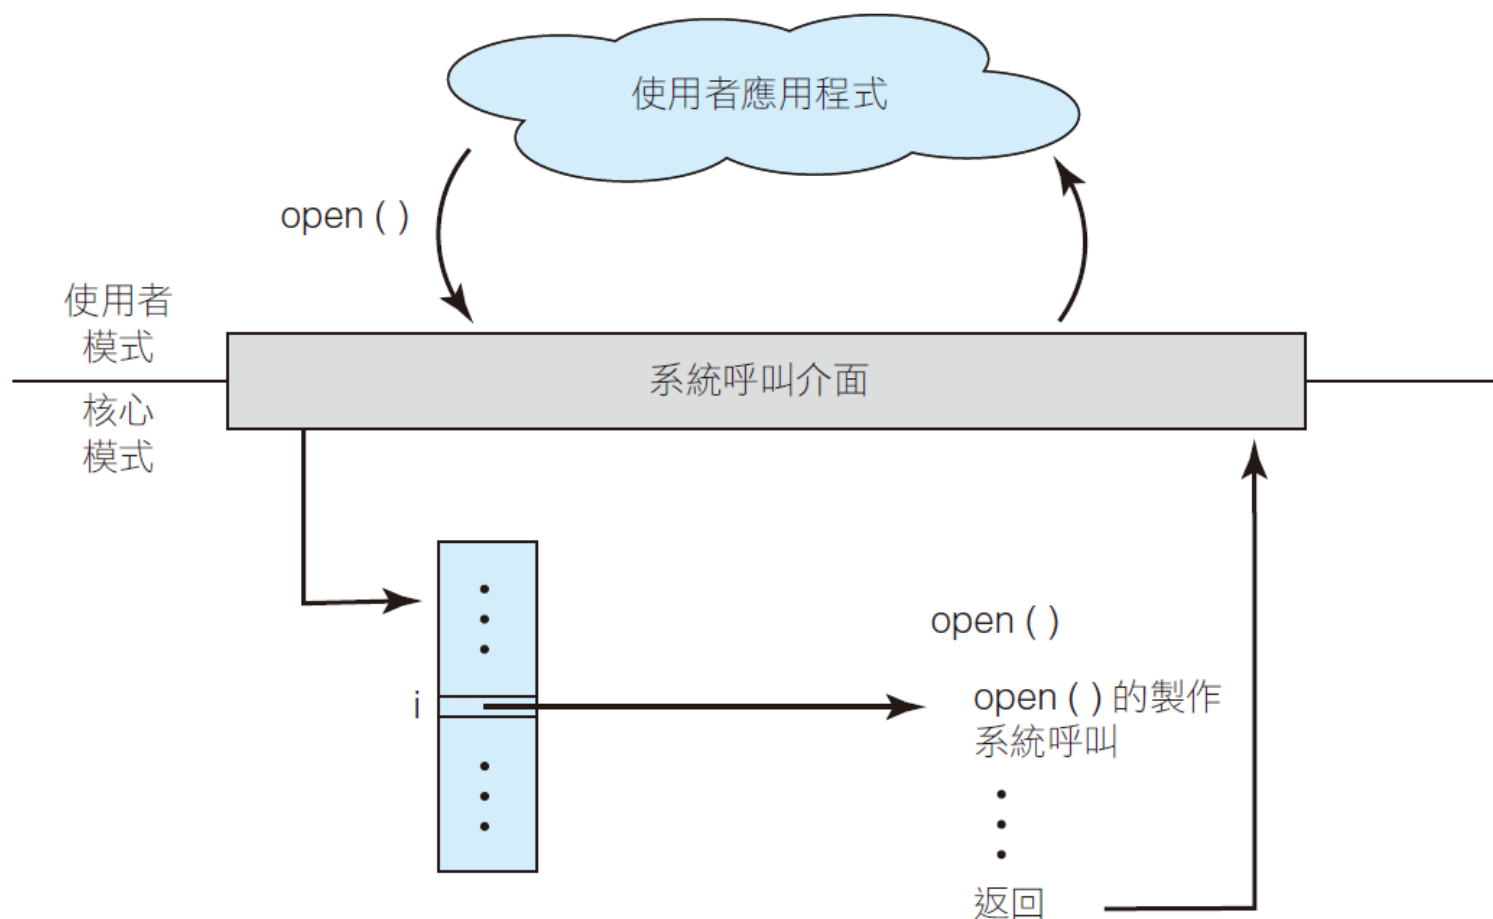 使用者應用程式
open ( )
使用者
模式
系統呼叫介面
核心
模式
open ( )
i
open ( ) 的製作
系統呼叫
返回